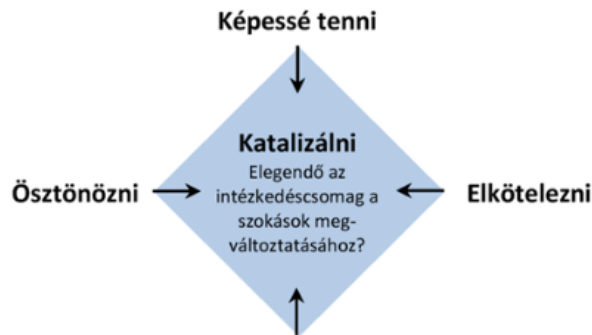 Képessé tenni
Katalizálni
Elegendő az
Ösztönözni
intézkedéscsomag a
Elkötelezni
szokások meg-
változtatásához?